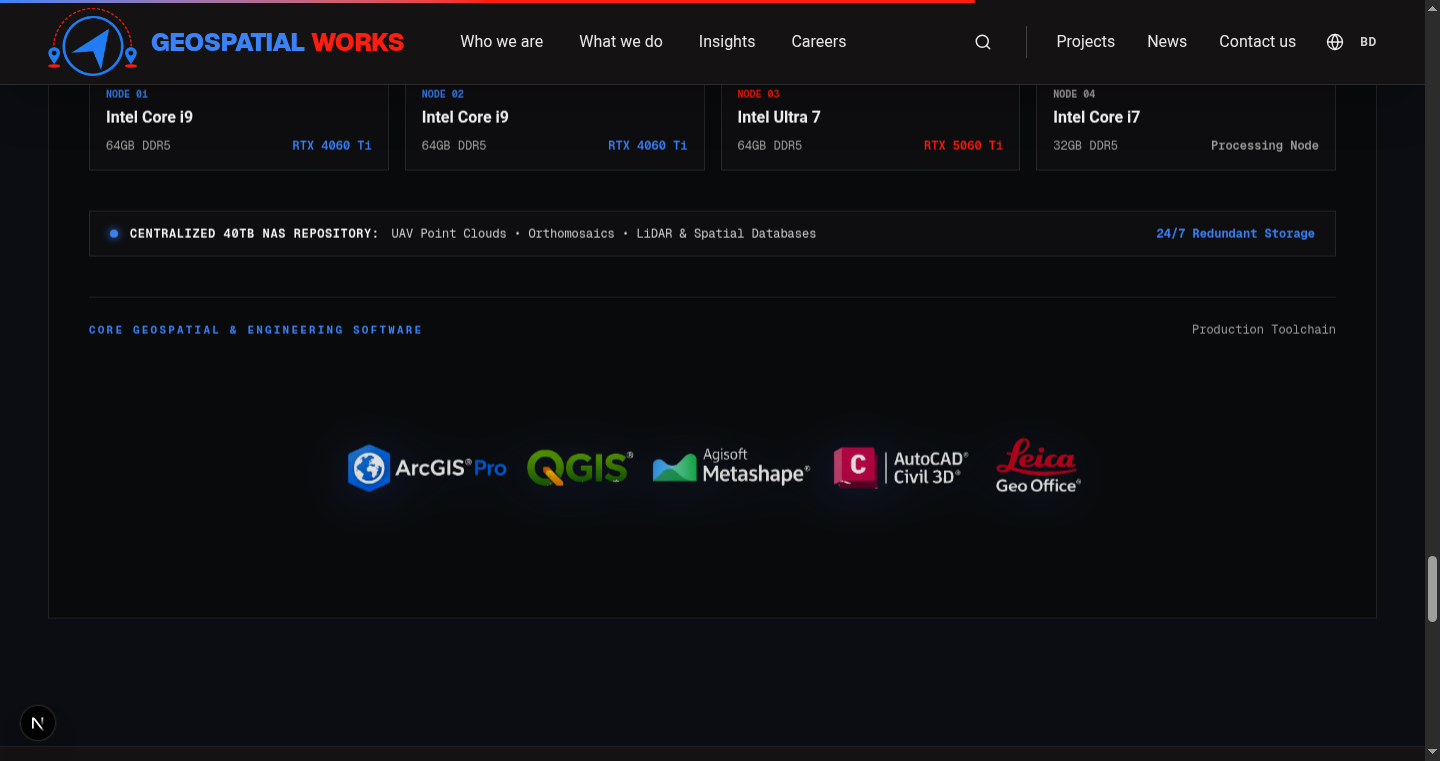 GEOSPATIAL WORKS
Who we are
What we do
Insights
Careers
Projects
News
Contact us
BD
NODE 01
Intel Core i9
64GB DDR5
RTX 4060 Ti
NODE 02
Intel Core i9
64GB DDR5
RTX 4060 Ti
NODE 03
Intel Ultra 7
64GB DDR5
RTX 5060 Ti
NODE 04
Intel Core i7
32GB DDR5
Processing Node
CENTRALIZED 40TB NAS REPOSITORY: UAV Point Clouds • Orthomosaics • LiDAR & Spatial Databases
24/7 Redundant Storage
CORE GEOSPATIAL & ENGINEERING SOFTWARE
Production Toolchain
ArcGIS® Pro
QGIS®
Agisoft
Metashape®
C
AutoCAD®
Civil 3D®
Leica
Geo Office®
N